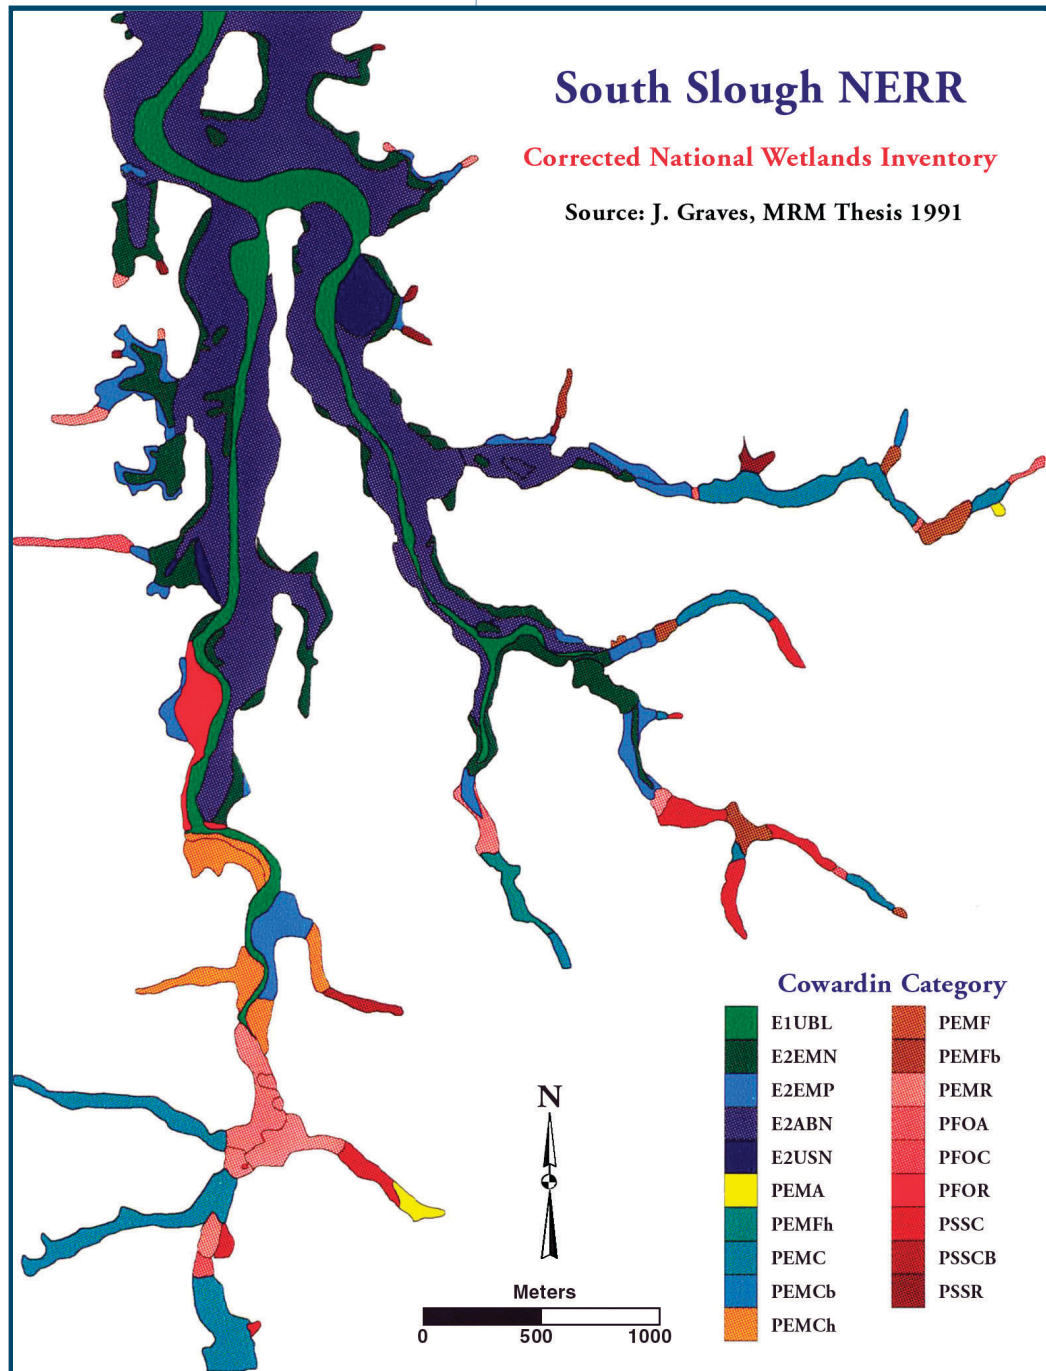 South Slough NERR
Corrected National Wetlands Inventory
Source: J. Graves, MRM Thesis 1991
Cowardin Category
E1UBL
E2EMN
E2EMP
E2ABN
E2USN
PEMA
PEMFh
PEMC
PEMCb
PEMCh
PEMF
PEMFb
PEMR
PFOA
PFOC
PFOR
PSSC
PSSCB
PSSR
N
Meters
0 500 1000